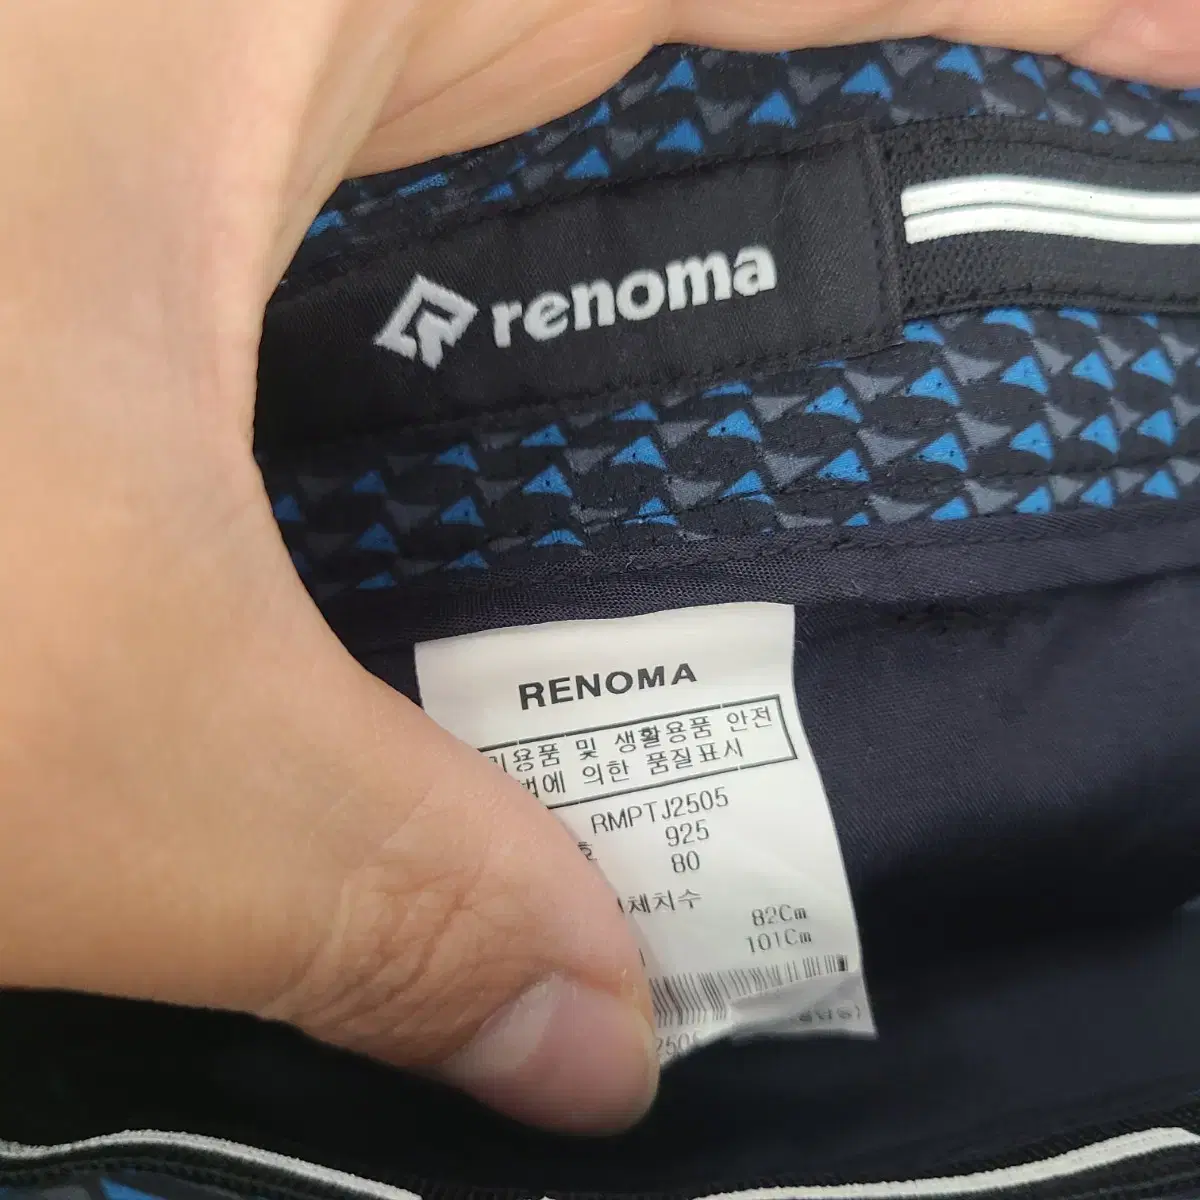 renoma
RENOMA
용품 및 생활용품 안전
에 의한 품질표시
RMPTJ2505
925
80
체치수
82Cm
101Cm